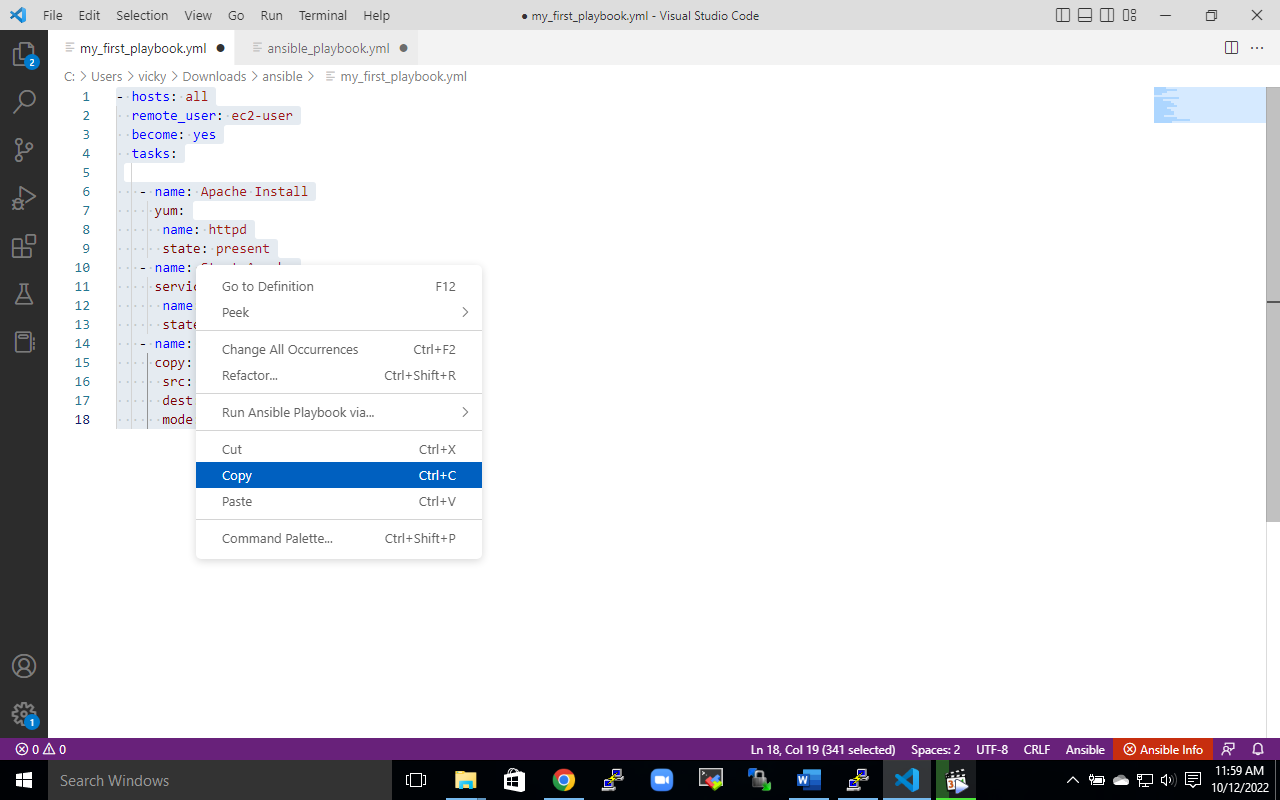 File Edit Selection View Go Run Terminal Help ● my_first_playbook.yml - Visual Studio Code
my_first_playbook.yml ● ansible_playbook.yml ●
2
C: > Users > vicky > Downloads > ansible > my_first_playbook.yml
1 - hosts: all
2 remote_user: ec2-user
3 become: yes
4 tasks:
5
6 - name: Apache Install
7 yum:
8 name: httpd
9 state: present
10 - name:
11
12 name
13
14 - name:
15 copy:
16 src:
17 dest
18 mode
Go to Definition F12
Peek >
Change All Occurrences Ctrl+F2
Refactor... Ctrl+Shift+R
Run Ansible Playbook via... >
Cut Ctrl+X
Copy Ctrl+C
Paste Ctrl+V
Command Palette... Ctrl+Shift+P
1
0 0 Ln 18, Col 19 (341 selected) Spaces: 2 UTF-8 CRLF Ansible Ansible Info
Search Windows
11:59 AM
10/12/2022